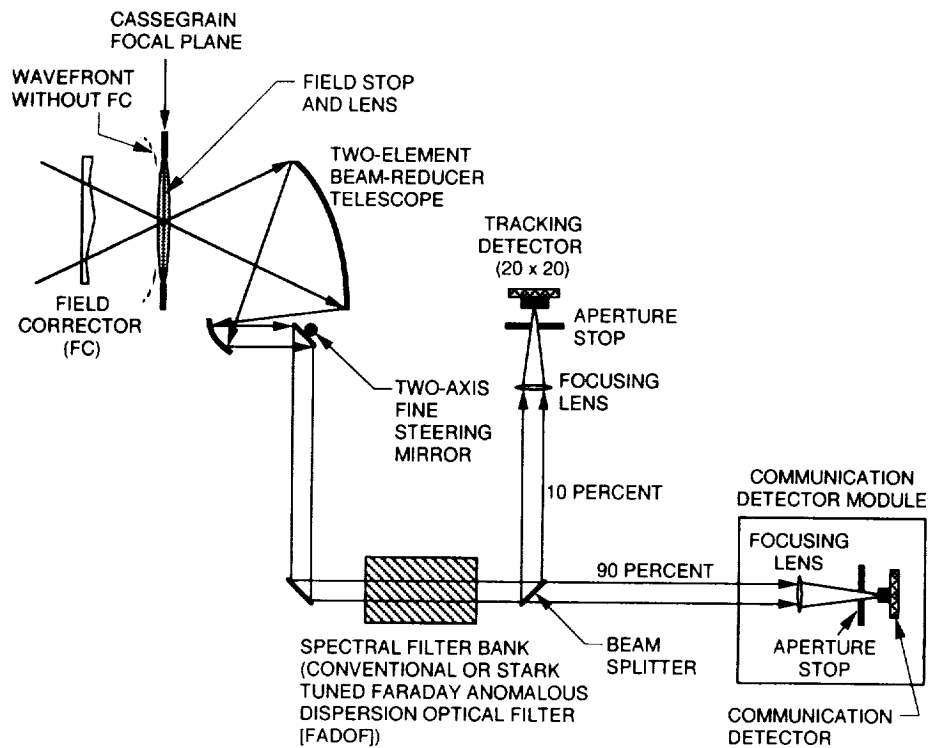 CASSEGRAIN
FOCAL PLANE
WAVEFRONT
WITHOUT FC
FIELD STOP
AND LENS
TWO-ELEMENT
BEAM-REDUCER
TELESCOPE
FIELD
CORRECTOR
(FC)
TRACKING
DETECTOR
(20 x 20)
APERTURE
STOP
FOCUSING
LENS
TWO-AXIS
FINE
STEERING
MIRROR
10 PERCENT
COMMUNICATION
DETECTOR MODULE
FOCUSING
LENS
90 PERCENT
APERTURE
STOP
SPECTRAL FILTER BANK
(CONVENTIONAL OR STARK
TUNED FARADAY ANOMALOUS
DISPERSION OPTICAL FILTER
[FADOF])
BEAM
SPLITTER
COMMUNICATION
DETECTOR